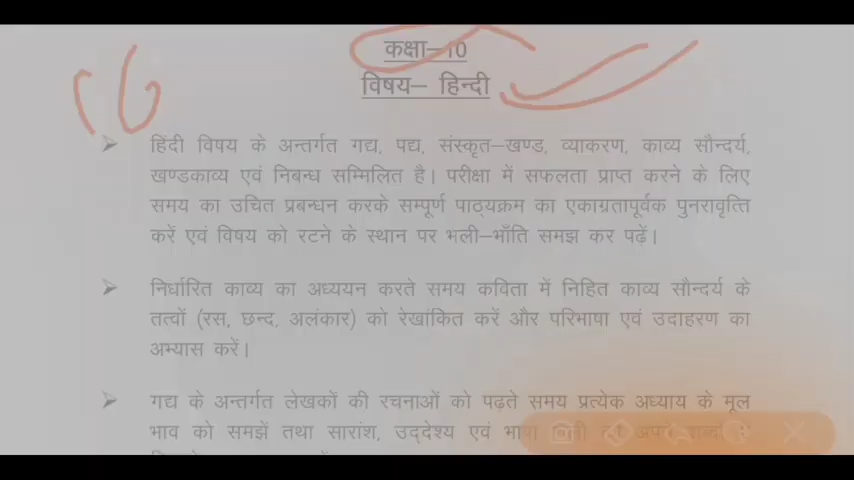 कक्षा–10
विषय– हिन्दी
➢ हिंदी विषय के अन्तर्गत गद्य, पद्य, संस्कृत–खण्ड, व्याकरण, काव्य सौन्दर्य,
खण्डकाव्य एवं निबन्ध सम्मिलित है। परीक्षा में सफलता प्राप्त करने के लिए
समय का उचित प्रबन्धन करके सम्पूर्ण पाठ्यक्रम का एकाग्रतापूर्वक पुनरावृत्ति
करें एवं विषय को रटने के स्थान पर भली–भाँति समझ कर पढ़ें।
➢ निर्धारित काव्य का अध्ययन करते समय कविता में निहित काव्य सौन्दर्य के
तत्वों (रस, छन्द, अलंकार) को रेखांकित करें और परिभाषा एवं उदाहरण का
अभ्यास करें।
➢ गद्य के अन्तर्गत लेखकों की रचनाओं को पढ़ते समय प्रत्येक अध्याय के मूल
भाव को समझें तथा सारांश, उद्देश्य एवं